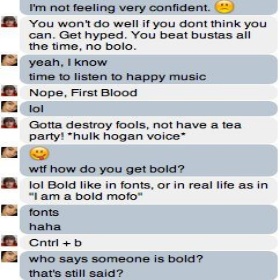 I'm not feeling very confident.
You won't do well if you dont think you
can. Get hyped. You beat bustas all
the time, no bolo.
yeah, I know
time to listen to happy music
Nope, First Blood
lol
Gotta destroy fools, not have a tea
party! *hulk hogan voice*
wtf how do you get bold?
lol Bold like in fonts, or in real life as in
"I am a bold mofo"
fonts
haha
Cntrl + b
who says someone is bold?
that's still said?